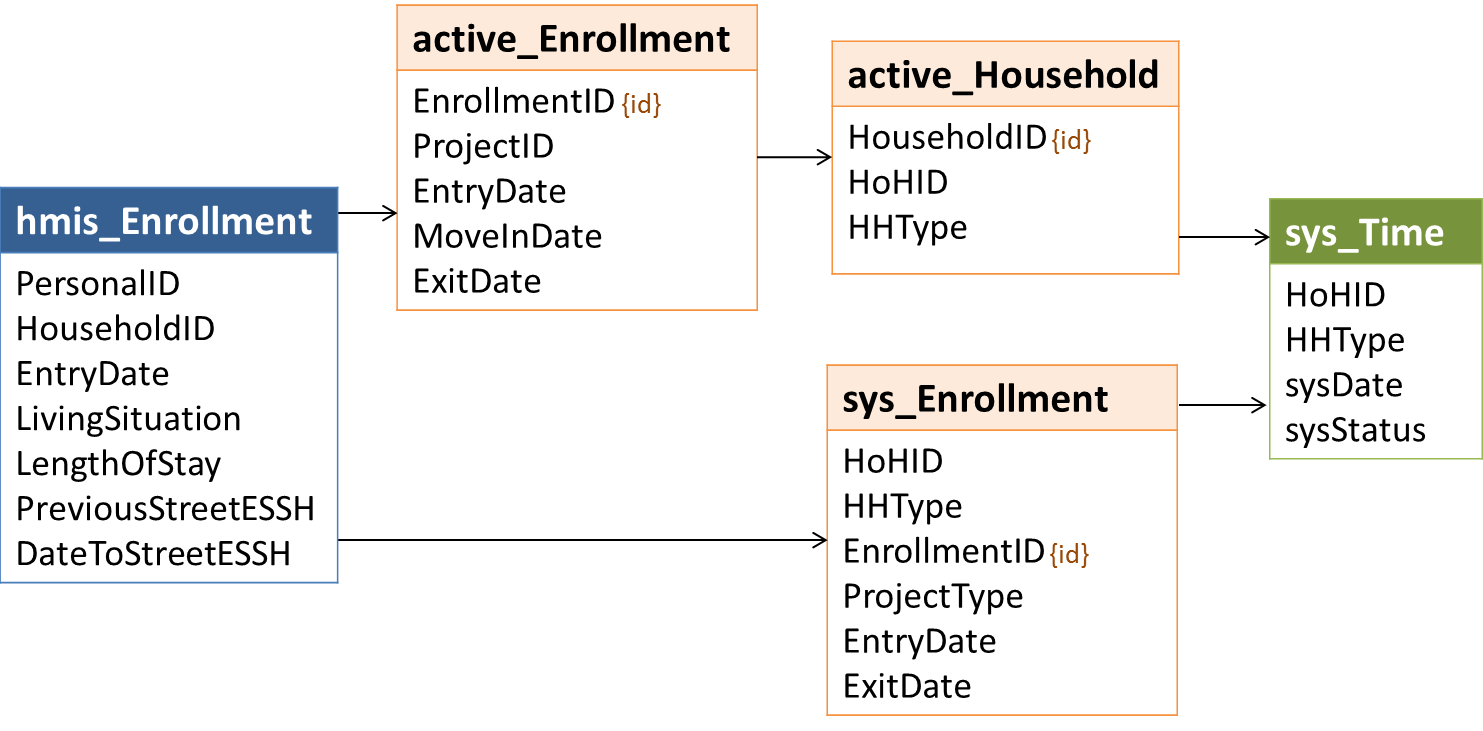 hmis_Enrollment
PersonalID
HouseholdID
EntryDate
LivingSituation
LengthOfStay
PreviousStreetESSH
DateToStreetESSH
active_Enrollment
EnrollmentID {id}
ProjectID
EntryDate
MoveInDate
ExitDate
active_Household
HouseholdID {id}
HoHID
HHType
sys_Enrollment
HoHID
HHType
EnrollmentID {id}
ProjectType
EntryDate
ExitDate
sys_Time
HoHID
HHType
sysDate
sysStatus